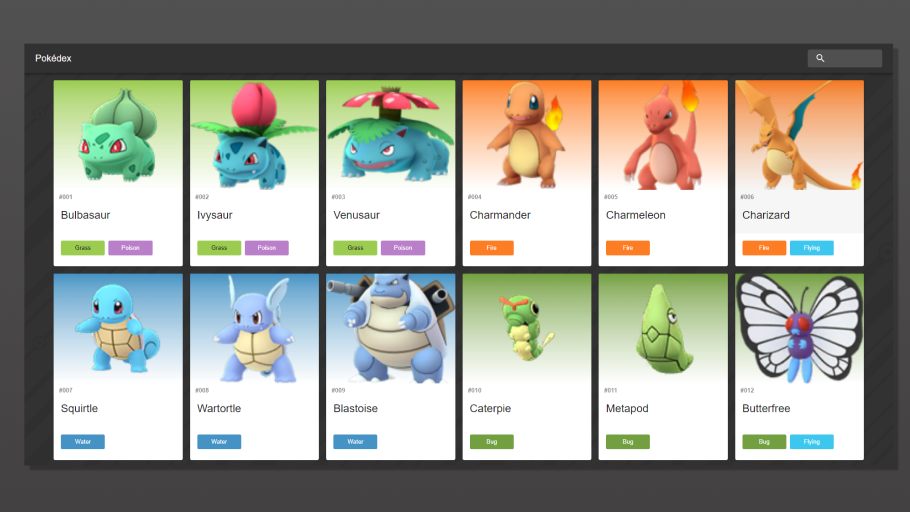 Pokédex
#001
#002
#003
#004
#005
#006
Bulbasaur
Ivysaur
Venusaur
Charmander
Charmeleon
Charizard
Grass Poison
Grass Poison
Grass Poison
Fire
Fire
Fire Flying
#007
#008
#009
#010
#011
#012
Squirtle
Wartortle
Blastoise
Caterpie
Metapod
Butterfree
Water
Water
Water
Bug
Bug
Bug Flying